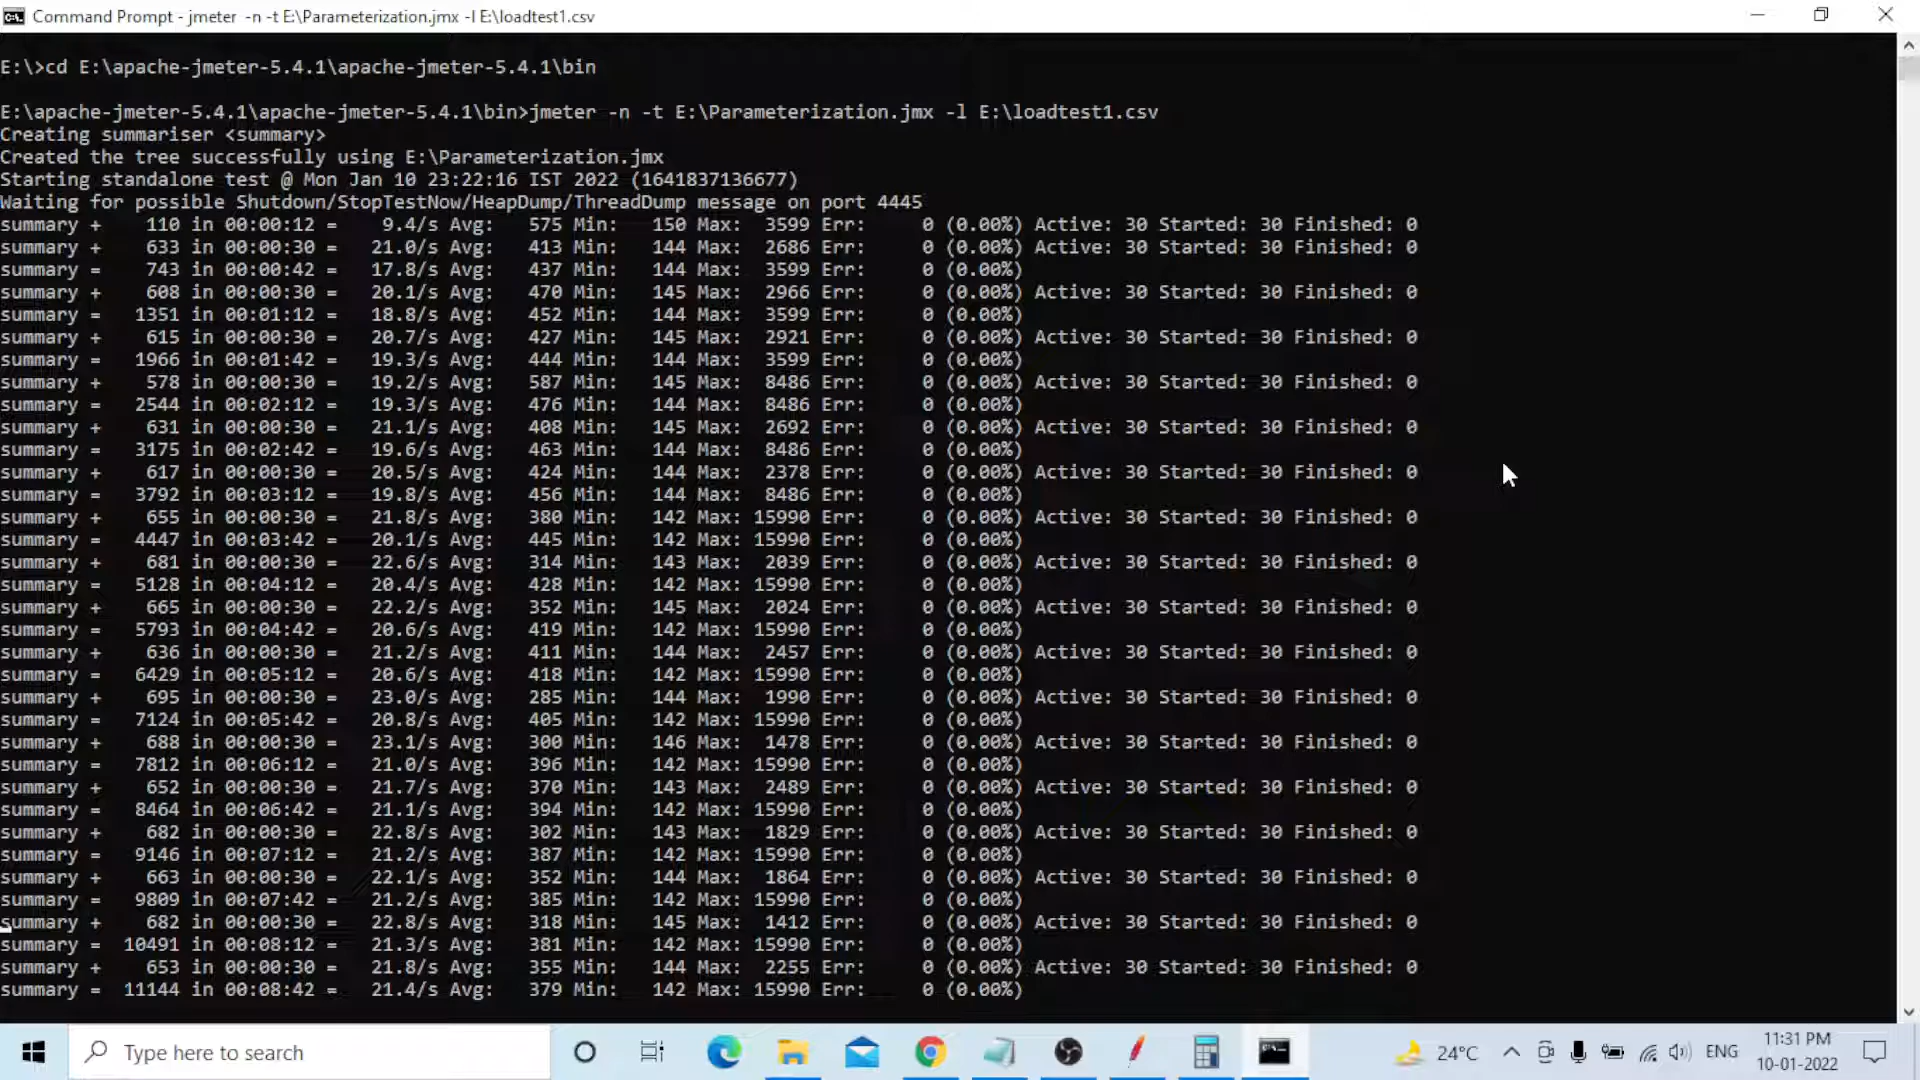 Command Prompt - jmeter -n -t E:\Parameterization.jmx -l E:\loadtest1.csv
E:\>cd E:\apache-jmeter-5.4.1\apache-jmeter-5.4.1\bin
E:\apache-jmeter-5.4.1\apache-jmeter-5.4.1\bin>jmeter -n -t E:\Parameterization.jmx -l E:\loadtest1.csv
Creating summariser <summary>
Created the tree successfully using E:\Parameterization.jmx
Starting standalone test @ Mon Jan 10 23:22:16 IST 2022 (1641837136677)
Waiting for possible Shutdown/StopTestNow/HeapDump/ThreadDump message on port 4445
summary + 110 in 00:00:12 = 9.4/s Avg: 575 Min: 150 Max: 3599 Err: 0 (0.00%) Active: 30 Started: 30 Finished: 0
summary + 633 in 00:00:30 = 21.0/s Avg: 413 Min: 144 Max: 2686 Err: 0 (0.00%) Active: 30 Started: 30 Finished: 0
summary = 743 in 00:00:42 = 17.8/s Avg: 437 Min: 144 Max: 3599 Err: 0 (0.00%)
summary + 608 in 00:00:30 = 20.1/s Avg: 470 Min: 145 Max: 2966 Err: 0 (0.00%) Active: 30 Started: 30 Finished: 0
summary = 1351 in 00:01:12 = 18.8/s Avg: 452 Min: 144 Max: 3599 Err: 0 (0.00%)
summary + 615 in 00:00:30 = 20.7/s Avg: 427 Min: 145 Max: 2921 Err: 0 (0.00%) Active: 30 Started: 30 Finished: 0
summary = 1966 in 00:01:42 = 19.3/s Avg: 444 Min: 144 Max: 3599 Err: 0 (0.00%)
summary + 578 in 00:00:30 = 19.2/s Avg: 587 Min: 145 Max: 8486 Err: 0 (0.00%) Active: 30 Started: 30 Finished: 0
summary = 2544 in 00:02:12 = 19.3/s Avg: 476 Min: 144 Max: 8486 Err: 0 (0.00%)
summary + 631 in 00:00:30 = 21.1/s Avg: 408 Min: 145 Max: 2692 Err: 0 (0.00%) Active: 30 Started: 30 Finished: 0
summary = 3175 in 00:02:42 = 19.6/s Avg: 463 Min: 144 Max: 8486 Err: 0 (0.00%)
summary + 617 in 00:00:30 = 20.5/s Avg: 424 Min: 144 Max: 2378 Err: 0 (0.00%) Active: 30 Started: 30 Finished: 0
summary = 3792 in 00:03:12 = 19.8/s Avg: 456 Min: 144 Max: 8486 Err: 0 (0.00%)
summary + 655 in 00:00:30 = 21.8/s Avg: 380 Min: 142 Max: 15990 Err: 0 (0.00%) Active: 30 Started: 30 Finished: 0
summary = 4447 in 00:03:42 = 20.1/s Avg: 445 Min: 142 Max: 15990 Err: 0 (0.00%)
summary + 681 in 00:00:30 = 22.6/s Avg: 314 Min: 143 Max: 2039 Err: 0 (0.00%) Active: 30 Started: 30 Finished: 0
summary = 5128 in 00:04:12 = 20.4/s Avg: 428 Min: 142 Max: 15990 Err: 0 (0.00%)
summary + 665 in 00:00:30 = 22.2/s Avg: 352 Min: 145 Max: 2024 Err: 0 (0.00%) Active: 30 Started: 30 Finished: 0
summary = 5793 in 00:04:42 = 20.6/s Avg: 419 Min: 142 Max: 15990 Err: 0 (0.00%)
summary + 636 in 00:00:30 = 21.2/s Avg: 411 Min: 144 Max: 2457 Err: 0 (0.00%) Active: 30 Started: 30 Finished: 0
summary = 6429 in 00:05:12 = 20.6/s Avg: 418 Min: 142 Max: 15990 Err: 0 (0.00%)
summary + 695 in 00:00:30 = 23.0/s Avg: 285 Min: 144 Max: 1990 Err: 0 (0.00%) Active: 30 Started: 30 Finished: 0
summary = 7124 in 00:05:42 = 20.8/s Avg: 405 Min: 142 Max: 15990 Err: 0 (0.00%)
summary + 688 in 00:00:30 = 23.1/s Avg: 300 Min: 146 Max: 1478 Err: 0 (0.00%) Active: 30 Started: 30 Finished: 0
summary = 7812 in 00:06:12 = 21.0/s Avg: 396 Min: 142 Max: 15990 Err: 0 (0.00%)
summary + 652 in 00:00:30 = 21.7/s Avg: 370 Min: 143 Max: 2489 Err: 0 (0.00%) Active: 30 Started: 30 Finished: 0
summary = 8464 in 00:06:42 = 21.1/s Avg: 394 Min: 142 Max: 15990 Err: 0 (0.00%)
summary + 682 in 00:00:30 = 22.8/s Avg: 302 Min: 143 Max: 1829 Err: 0 (0.00%) Active: 30 Started: 30 Finished: 0
summary = 9146 in 00:07:12 = 21.2/s Avg: 387 Min: 142 Max: 15990 Err: 0 (0.00%)
summary + 663 in 00:00:30 = 22.1/s Avg: 352 Min: 144 Max: 1864 Err: 0 (0.00%) Active: 30 Started: 30 Finished: 0
summary = 9809 in 00:07:42 = 21.2/s Avg: 385 Min: 142 Max: 15990 Err: 0 (0.00%)
summary + 682 in 00:00:30 = 22.8/s Avg: 318 Min: 145 Max: 1412 Err: 0 (0.00%) Active: 30 Started: 30 Finished: 0
summary = 10491 in 00:08:12 = 21.3/s Avg: 381 Min: 142 Max: 15990 Err: 0 (0.00%)
summary + 653 in 00:00:30 = 21.8/s Avg: 355 Min: 144 Max: 2255 Err: 0 (0.00%) Active: 30 Started: 30 Finished: 0
summary = 11144 in 00:08:42 = 21.4/s Avg: 379 Min: 142 Max: 15990 Err: 0 (0.00%)
Type here to search
24°C
ENG
11:31 PM
10-01-2022